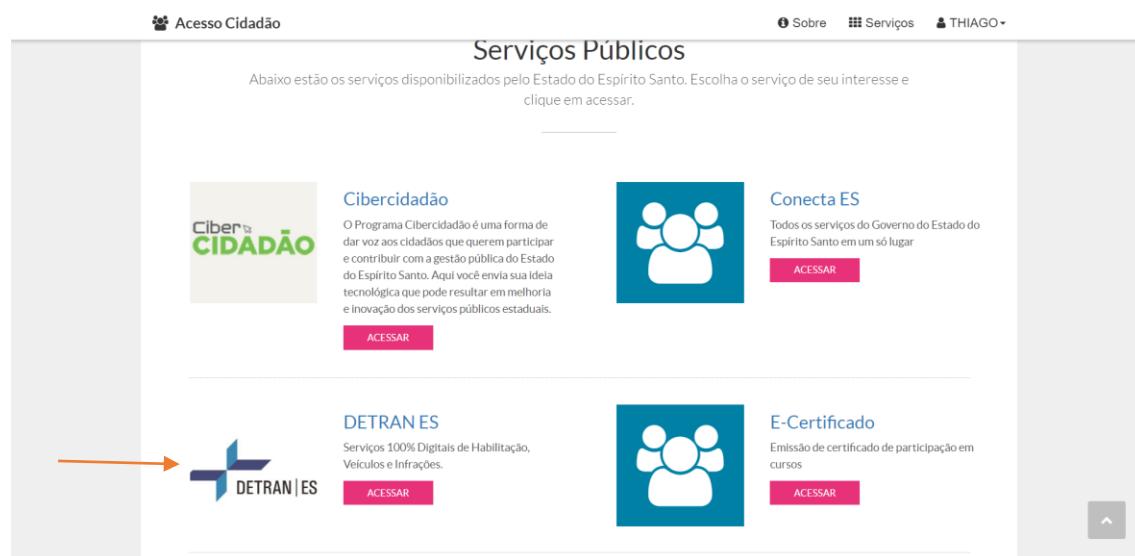 Acesso Cidadão
Sobre
Serviços
THIAGO
Serviços Públicos
Abaixo estão os serviços disponibilizados pelo Estado do Espírito Santo. Escolha o serviço de seu interesse e
clique em acessar.
Ciber
CIDADÃO
Cibercidadão
O Programa Cibercidadão é uma forma de
dar voz aos cidadãos que querem participar
e contribuir com a gestão pública do Estado
do Espírito Santo. Aqui você envia sua ideia
tecnológica que pode resultar em melhoria
e inovação dos serviços públicos estaduais.
ACESSAR
Conecta ES
Todos os serviços do Governo do Estado do
Espírito Santo em um só lugar
ACESSAR
DETRAN|ES
DETRAN ES
Serviços 100% Digitais de Habilitação,
Veículos e Infrações.
ACESSAR
E-Certificado
Emissão de certificado de participação em
cursos
ACESSAR